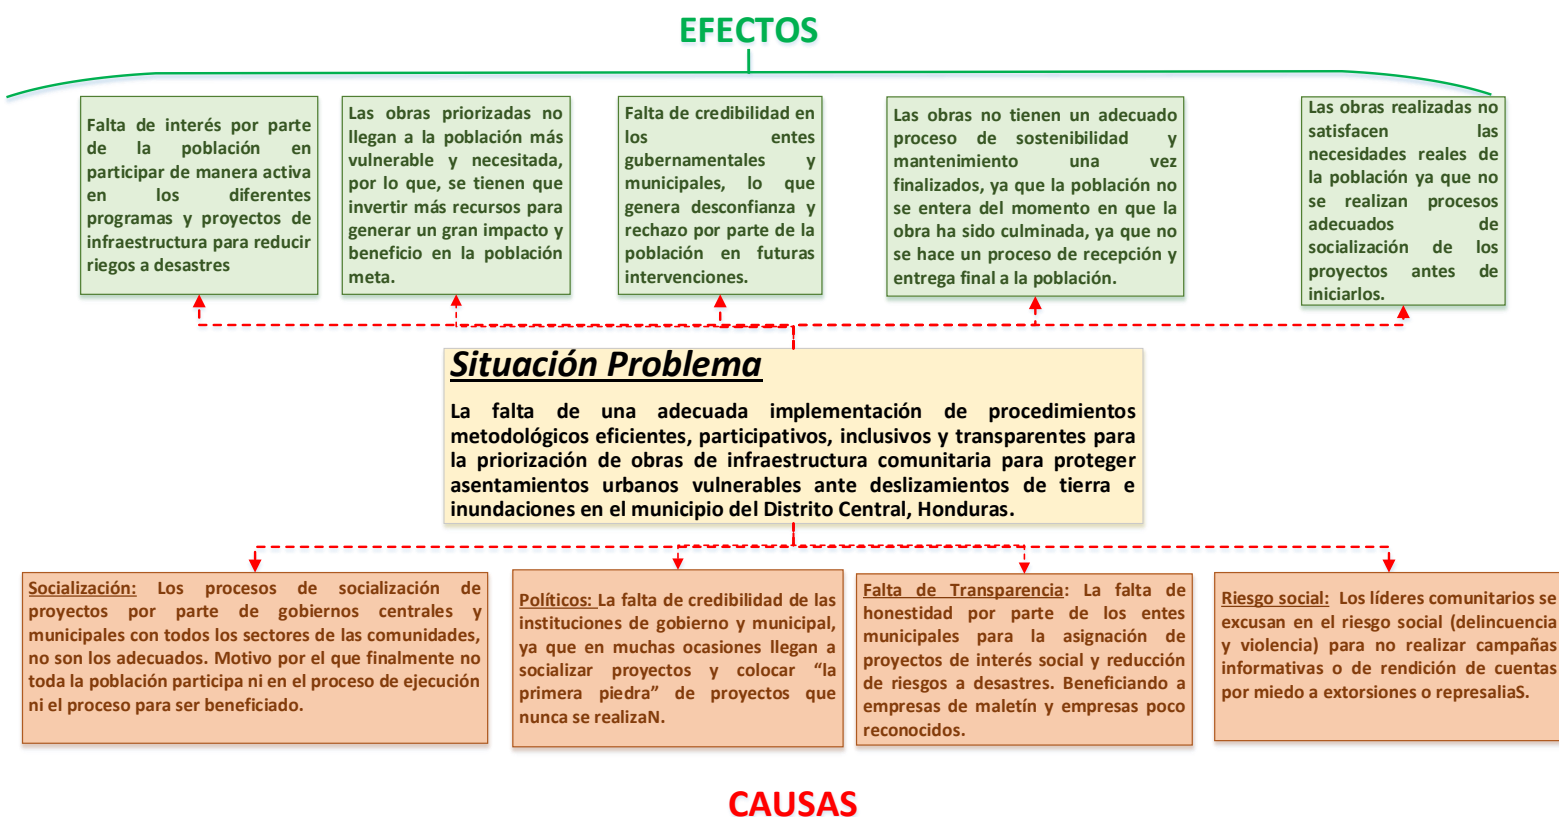 EFECTOS
Falta de interés por parte
de la población en
participar de manera activa
en los diferentes
programas y proyectos de
infraestructura para reducir
riegos a desastres
Las obras priorizadas no
llegan a la población más
vulnerable y necesitada,
por lo que, se tienen que
invertir más recursos para
generar un gran impacto y
beneficio en la población
meta.
Falta de credibilidad en
los entes
gubernamentales y
municipales, lo que
genera desconfianza y
rechazo por parte de la
población en futuras
intervenciones.
Las obras no tienen un adecuado
proceso de sostenibilidad y
mantenimiento una vez
finalizados, ya que la población no
se entera del momento en que la
obra ha sido culminada, ya que no
se hace un proceso de recepción y
entrega final a la población.
Las obras realizadas no
satisfacen las
necesidades reales de
la población ya que no
se realizan procesos
adecuados de
socialización de los
proyectos antes de
iniciarlos.
Situación Problema
La falta de una adecuada implementación de procedimientos
metodológicos eficientes, participativos, inclusivos y transparentes para
la priorización de obras de infraestructura comunitaria para proteger
asentamientos urbanos vulnerables ante deslizamientos de tierra e
inundaciones en el municipio del Distrito Central, Honduras.
Socialización: Los procesos de socialización de
proyectos por parte de gobiernos centrales y
municipales con todos los sectores de las comunidades,
no son los adecuados. Motivo por el que finalmente no
toda la población participa ni en el proceso de ejecución
ni el proceso para ser beneficiado.
Políticos: La falta de credibilidad de las
instituciones de gobierno y municipal,
ya que en muchas ocasiones llegan a
socializar proyectos y colocar “la
primera piedra” de proyectos que
nunca se realizaN.
Falta de Transparencia: La falta de
honestidad por parte de los entes
municipales para la asignación de
proyectos de interés social y reducción
de riesgos a desastres. Beneficiando a
empresas de maletín y empresas poco
reconocidos.
Riesgo social: Los líderes comunitarios se
excusan en el riesgo social (delincuencia
y violencia) para no realizar campañas
informativas o de rendición de cuentas
por miedo a extorsiones o represaliaS.
CAUSAS